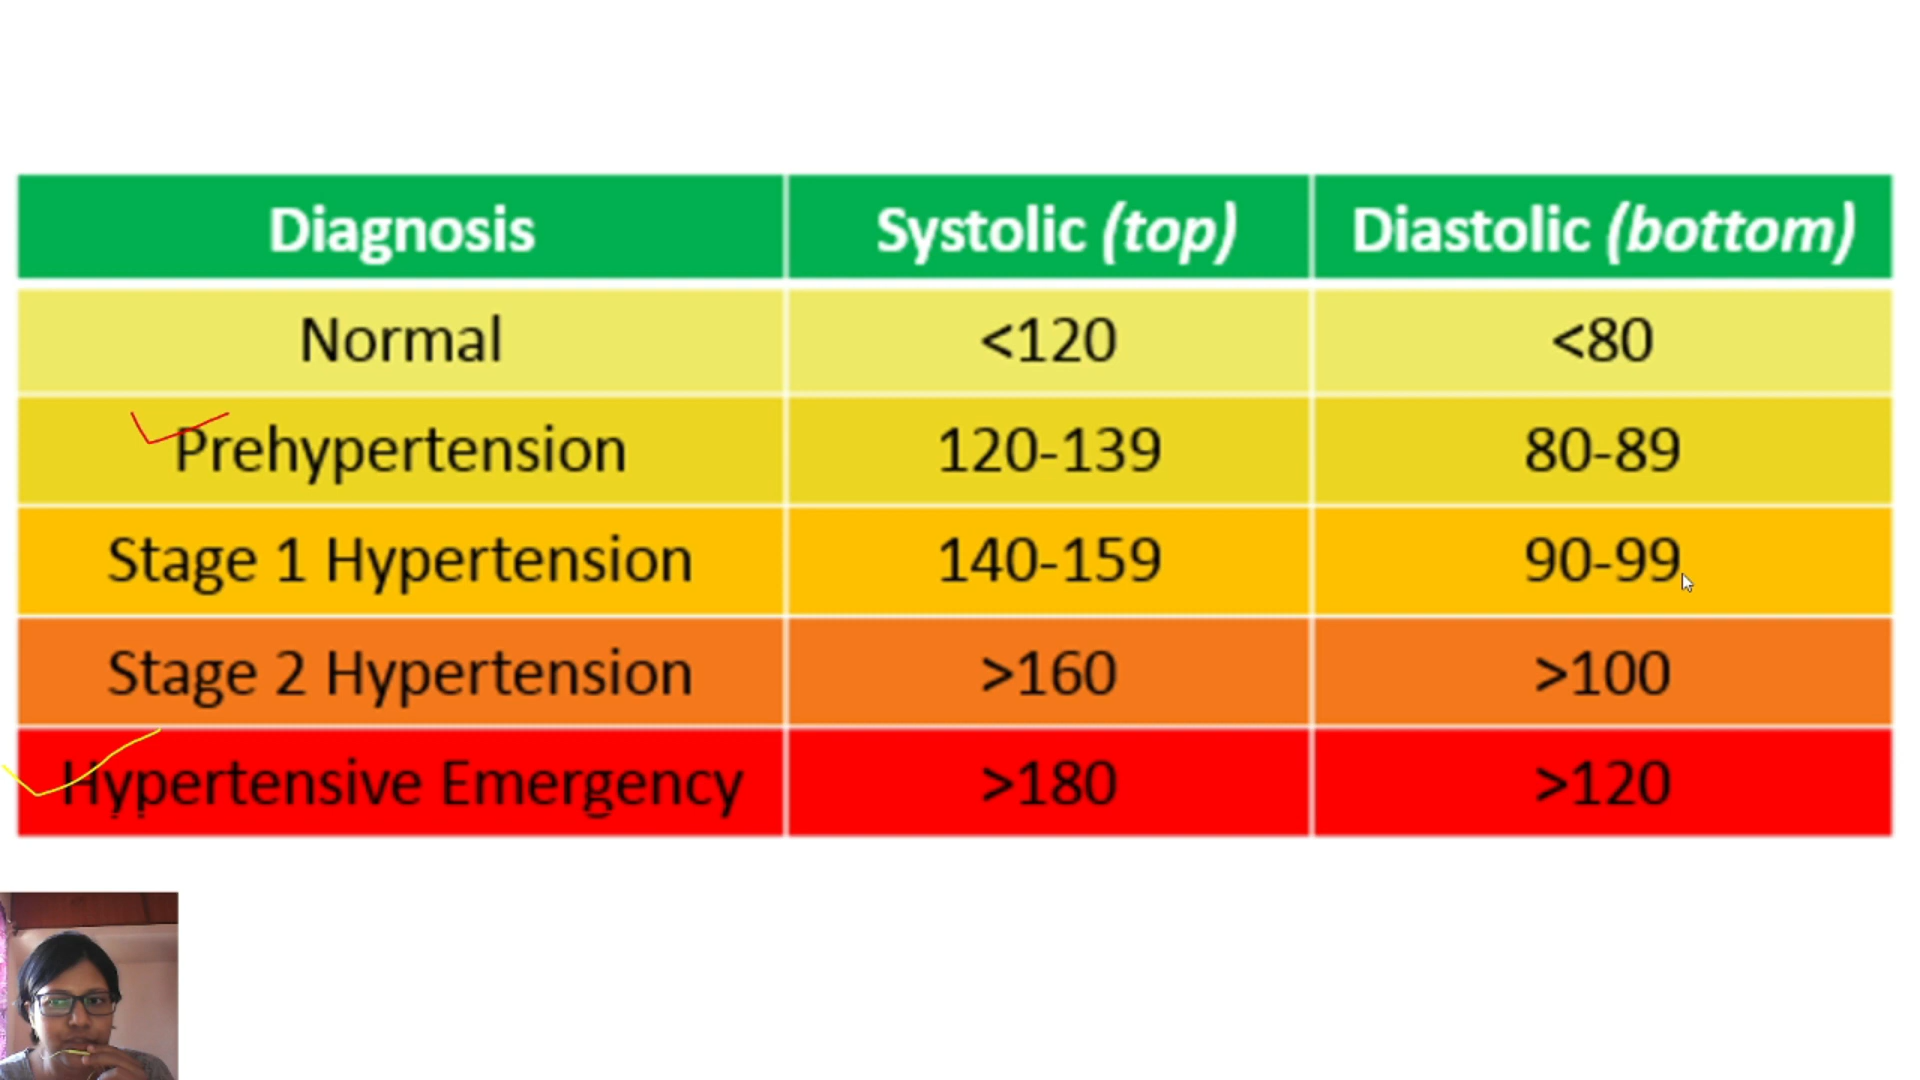 Diagnosis Systolic (top) Diastolic (bottom)
Normal <120 <80
Prehypertension 120-139 80-89
Stage 1 Hypertension 140-159 90-99
Stage 2 Hypertension >160 >100
Hypertensive Emergency >180 >120